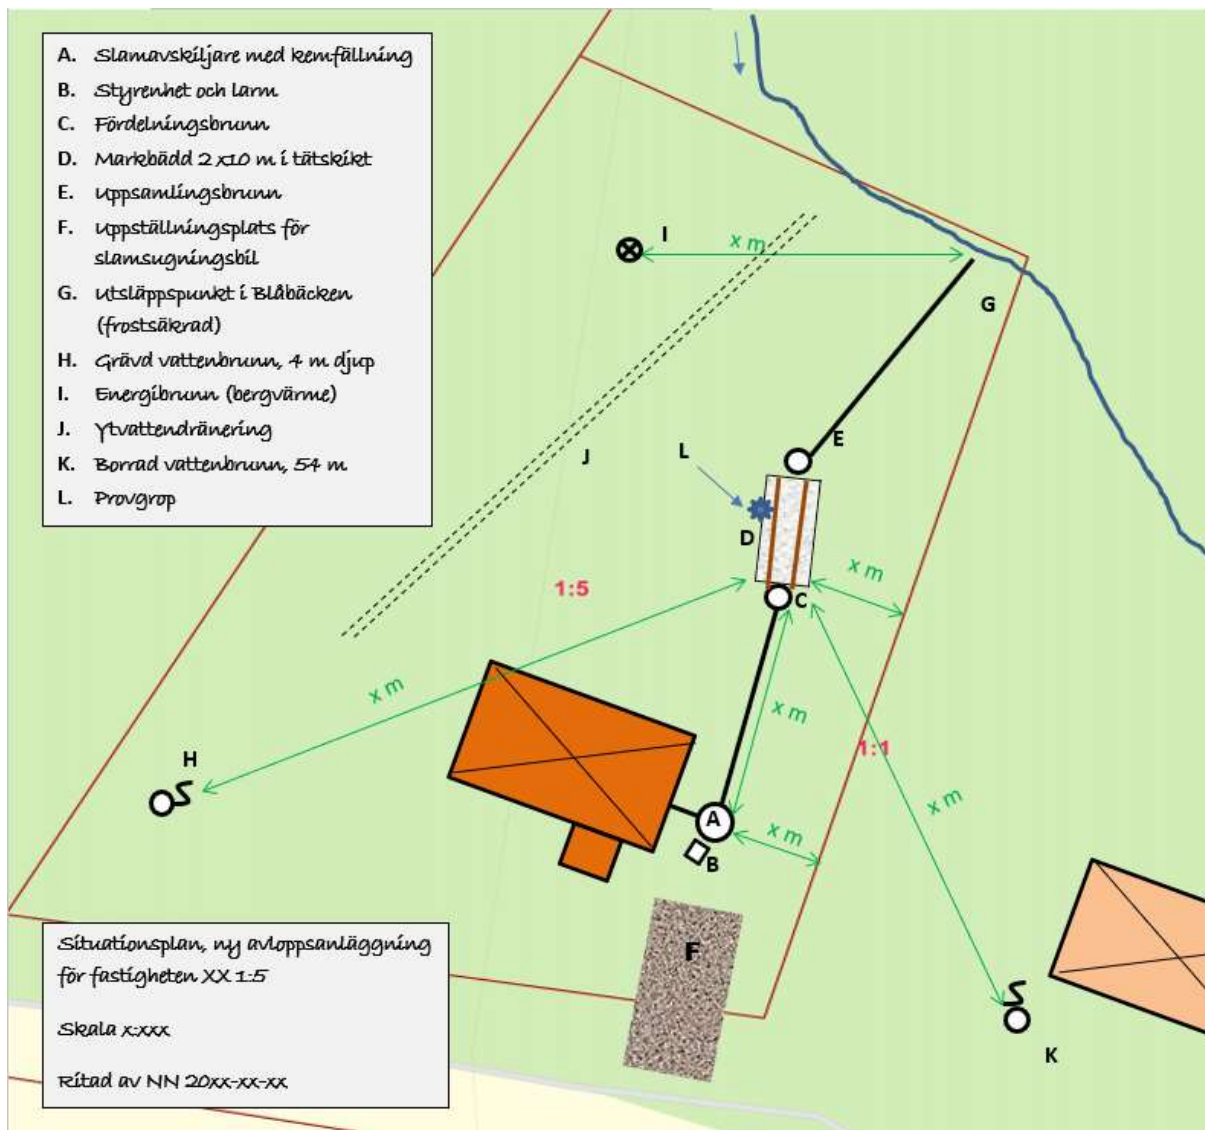 A. Slamavskiljare med kemfällning
B. Styrenhet och larm
C. Fördelningsbrunn
D. Markbädd 2 x10 m i tätskikt
E. Uppsamlingsbrunn
F. Uppställningsplats för
slamsugningsbil
G. Utsläppspunkt i Blåbäcken
(frostsäkrad)
H. Grävd vattenbrunn, 4 m djup
I. Energibrunn (bergvärme)
J. Ytvattendränering
K. Borrad vattenbrunn, 54 m
L. Provgrop
I
x m
G
E
J
L
D
x m
1:5
C
x m
x m
1:1
H
x m
A
x m
B
F
K
Situationsplan, ny avloppsanläggning
för fastigheten XX 1:5
Skala x:xxx
Ritad av NN 20xx-xx-xx